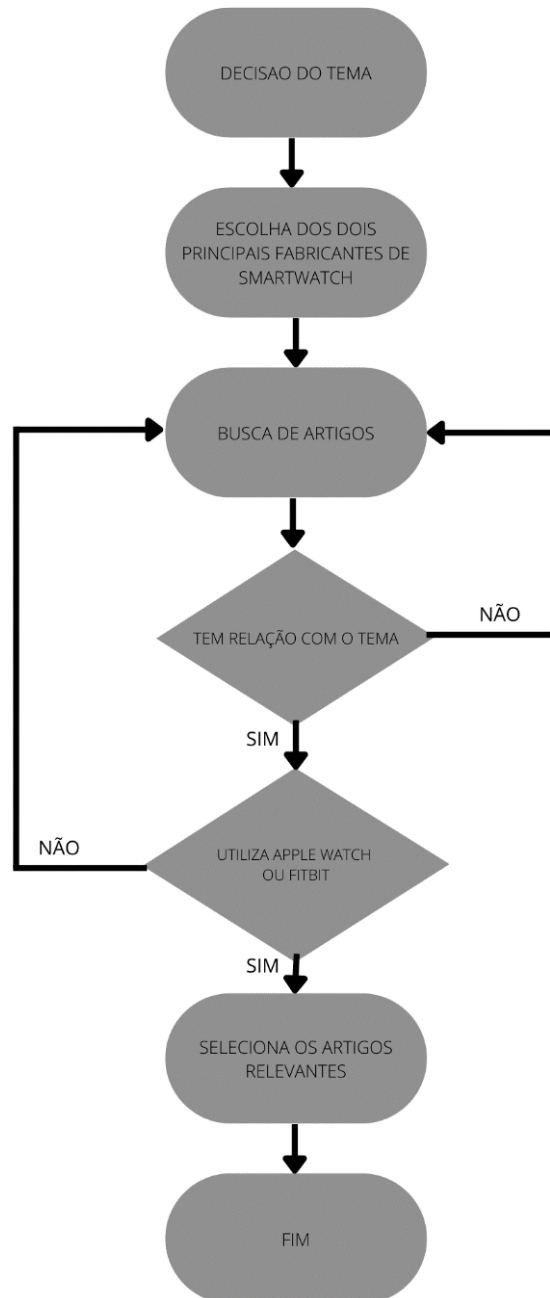 DECISAO DO TEMA
ESCOLHA DOS DOIS
PRINCIPAIS FABRICANTES DE
SMARTWATCH
BUSCA DE ARTIGOS
TEM RELAÇÃO COM O TEMA
NÃO
SIM
UTILIZA APPLE WATCH
OU FITBIT
NÃO
SIM
SELECIONA OS ARTIGOS
RELEVANTES
FIM